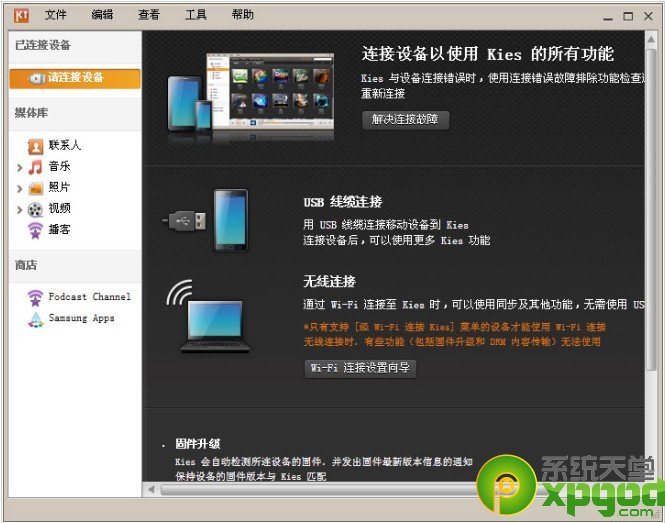 Ki 文件 编辑 查看 工具 帮助
已连接设备
请连接设备
媒体库
联系人
音乐
照片
视频
播客
商店
Podcast Channel
Samsung Apps
连接设备以使用 Kies 的所有功能
Kies 与设备连接错误时，使用连接错误故障排除功能检查
重新连接
解决连接故障
USB 线缆连接
用 USB 线缆连接移动设备到 Kies
连接设备后，可以使用更多 Kies 功能
无线连接
通过 Wi-Fi 连接至 Kies 时，可以使用同步及其他功能，无需使用 US
*只有支持 [经 Wi-Fi 连接 Kies] 菜单的设备才能使用 Wi-Fi 连接
无线连接时，有些功能（包括固件升级和 DRM 内容传输）无法使用
Wi-Fi 连接设置向导
. 固件升级
Kies 会自动检测所连设备的固件，并发出固件最新版本信息的通知
保持设备的固件版本与 Kies 匹配
系统天堂
xpgod
.com